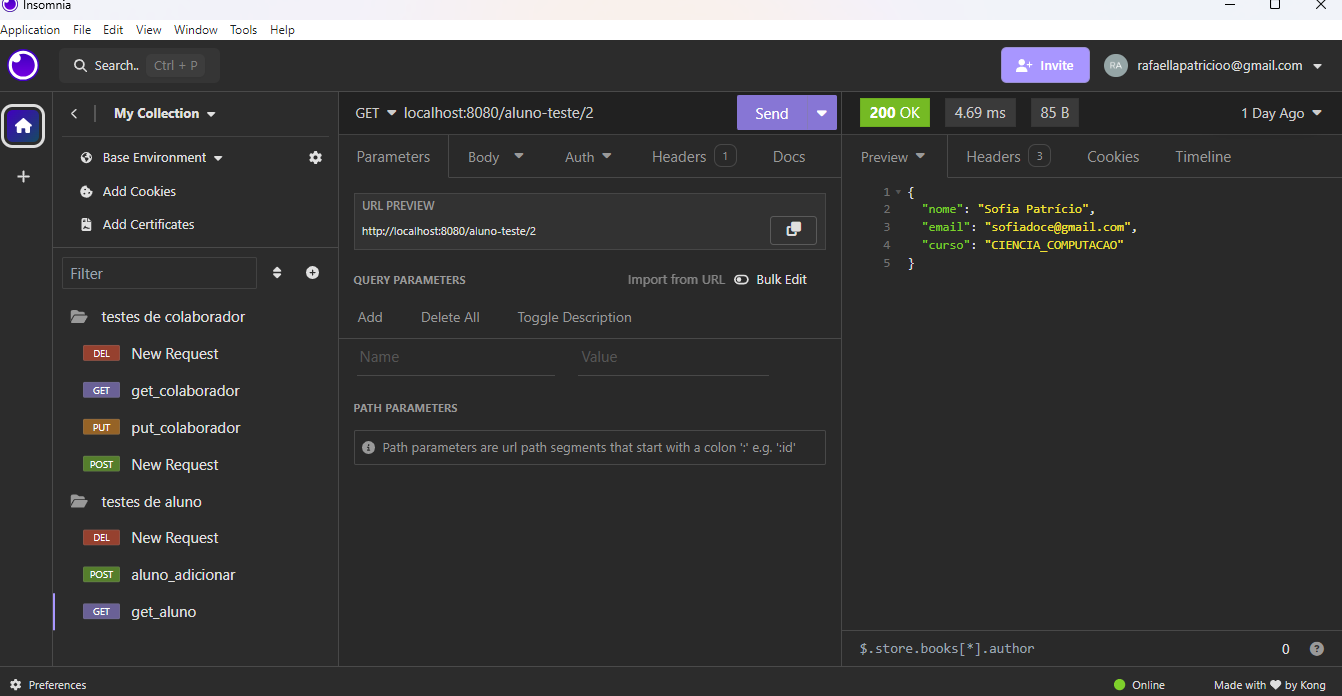 Insomnia
Application File Edit View Window Tools Help
Search.. Ctrl + P
Invite
RA rafaellapatricioo@gmail.com
My Collection
Base Environment
Add Cookies
Add Certificates
Filter
testes de colaborador
DEL New Request
GET get_colaborador
PUT put_colaborador
POST New Request
testes de aluno
DEL New Request
POST aluno_adicionar
GET get_aluno
GET localhost:8080/aluno-teste/2 Send
Parameters Body Auth Headers 1 Docs
URL PREVIEW
http://localhost:8080/aluno-teste/2
QUERY PARAMETERS Import from URL Bulk Edit
Add Delete All Toggle Description
Name Value
PATH PARAMETERS
Path parameters are url path segments that start with a colon ':' e.g. ':id'
200 OK 4.69 ms 85 B 1 Day Ago
Preview Headers 3 Cookies Timeline
1 {
2 "nome": "Sofia Patrício",
3 "email": "sofiadoce@gmail.com",
4 "curso": "CIENCIA_COMPUTACAO"
5 }
$.store.books[*].author 0 ?
Preferences
Online Made with ❤ by Kong